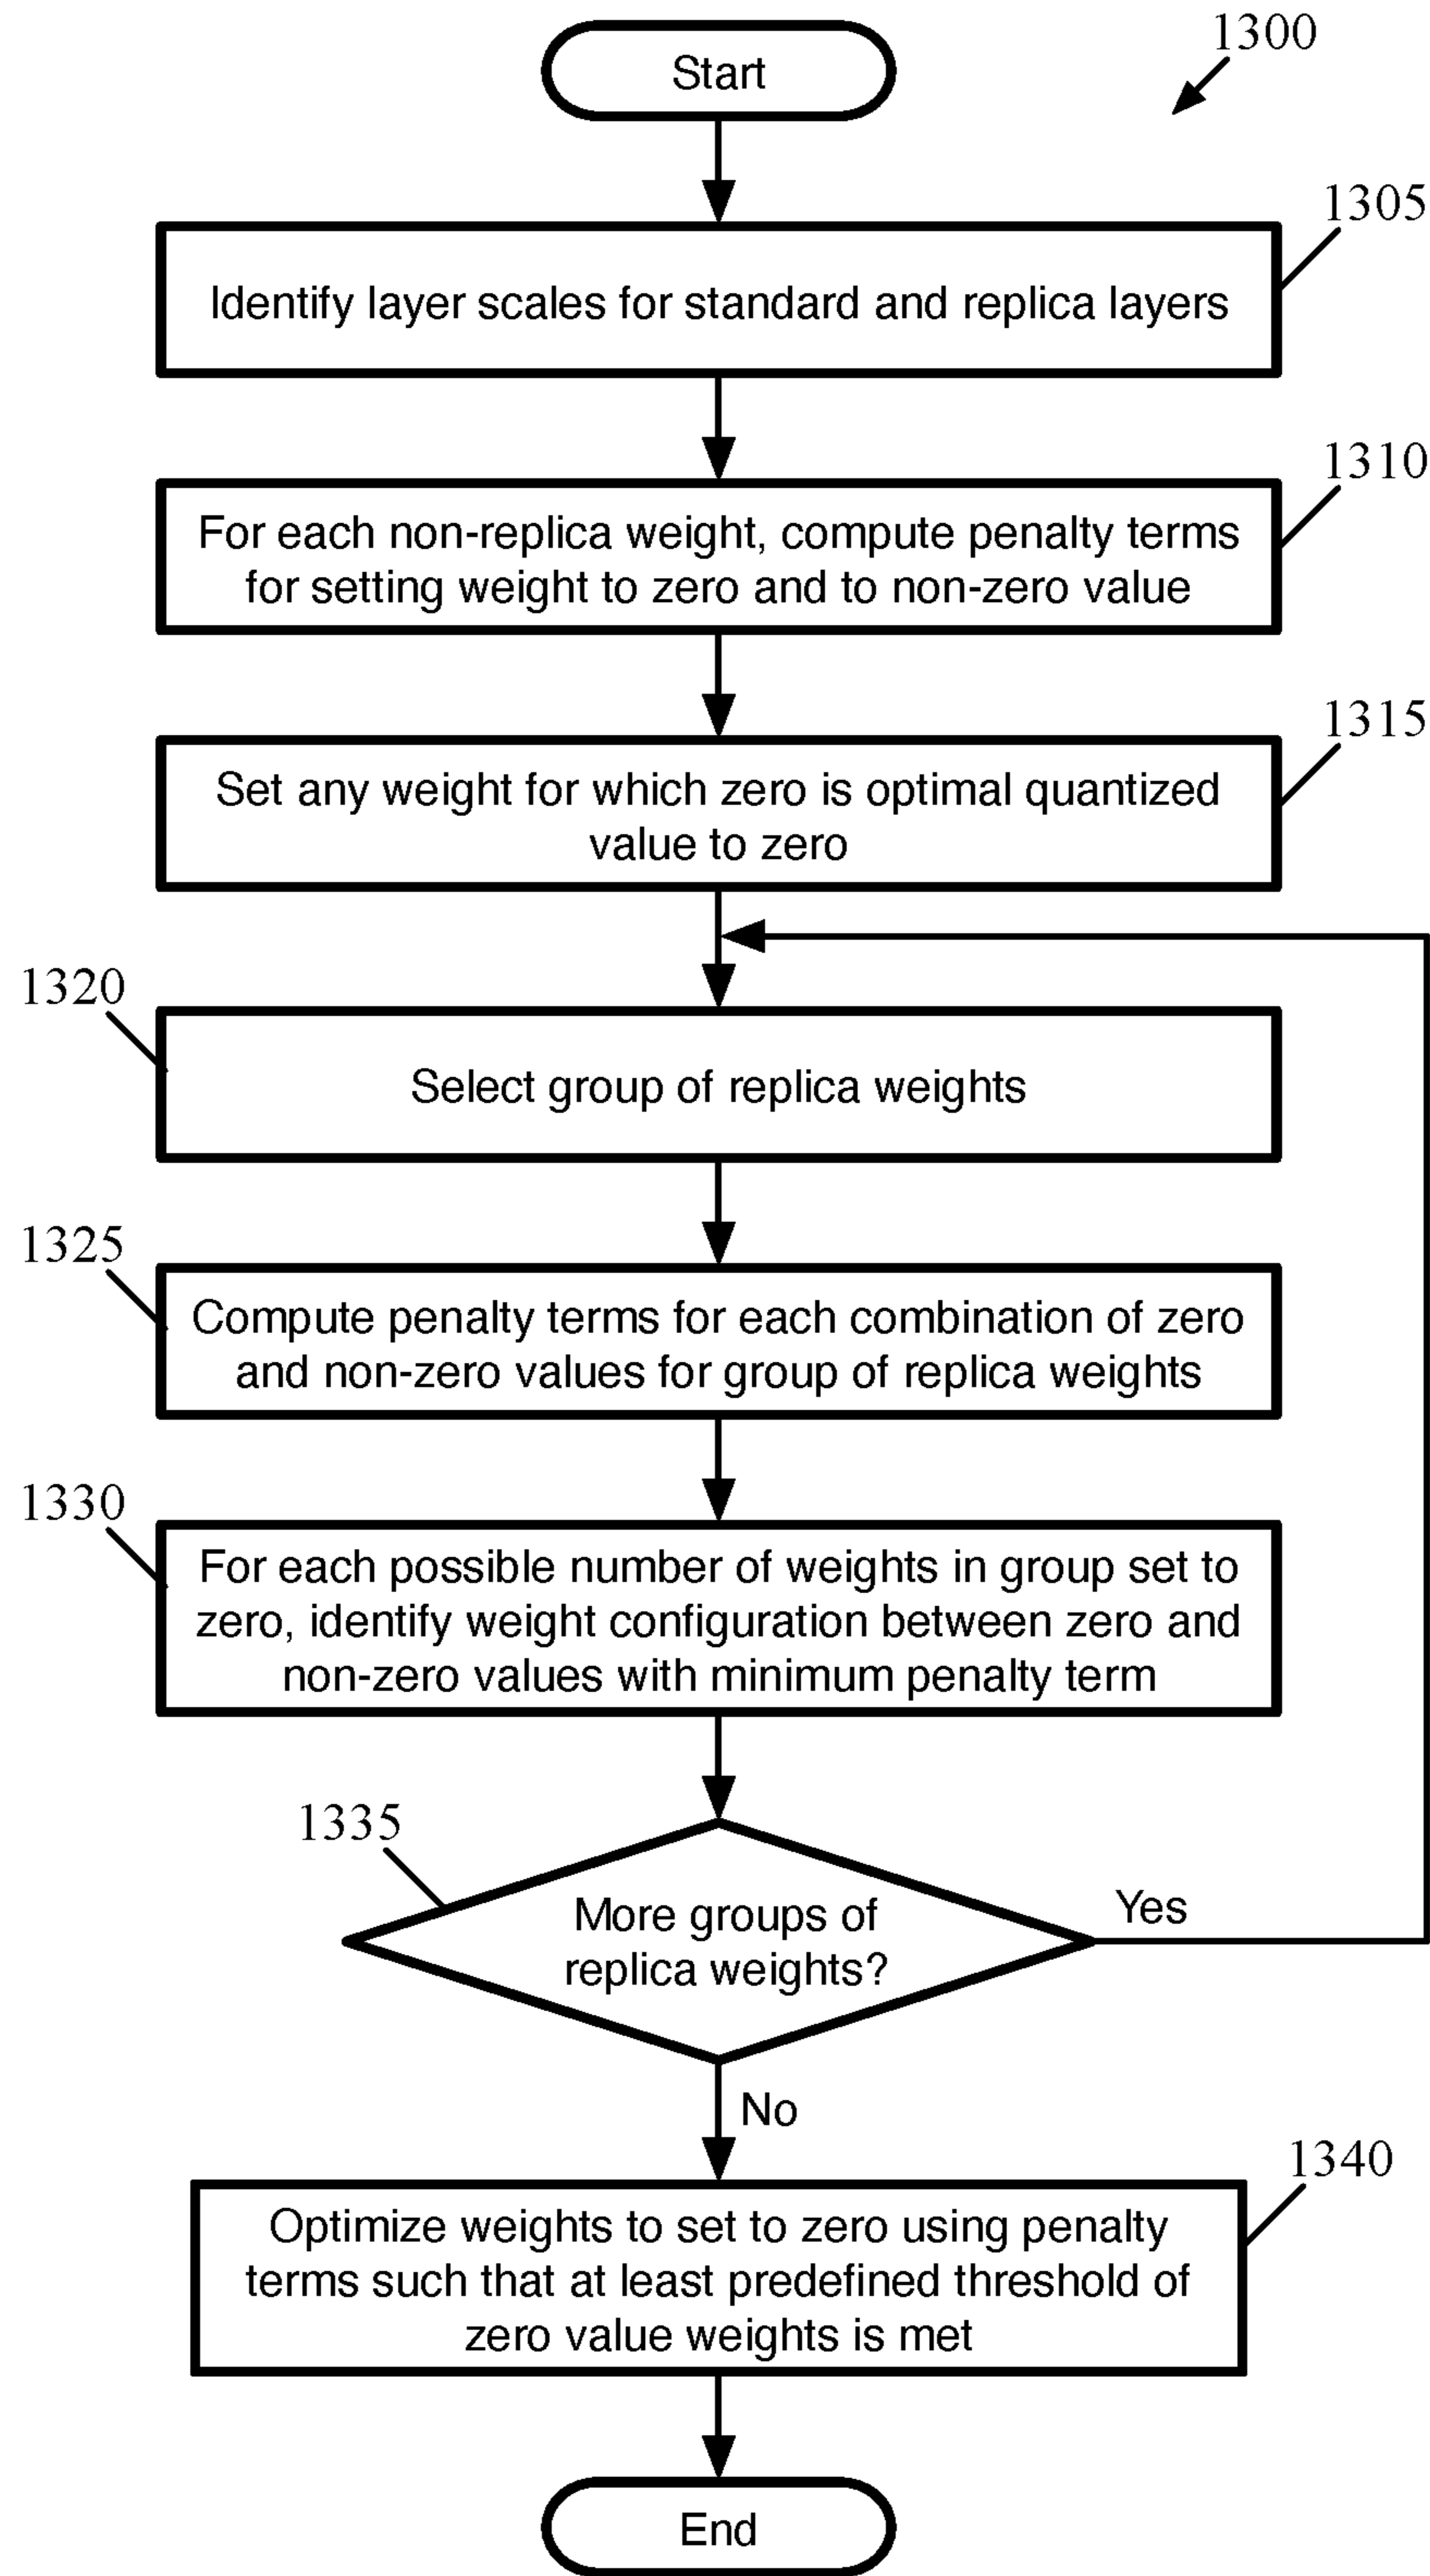 1300
Start
1305
Identify layer scales for standard and replica layers
1310
For each non-replica weight, compute penalty terms
for setting weight to zero and to non-zero value
1315
Set any weight for which zero is optimal quantized
value to zero
1320
Select group of replica weights
1325
Compute penalty terms for each combination of zero
and non-zero values for group of replica weights
1330
For each possible number of weights in group set to
zero, identify weight configuration between zero and
non-zero values with minimum penalty term
1335
More groups of
replica weights?
Yes
No
1340
Optimize weights to set to zero using penalty
terms such that at least predefined threshold of
zero value weights is met
End